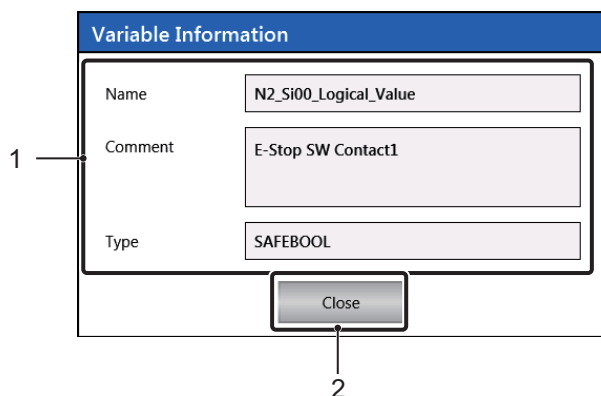 Variable Information
Name N2_Si00_Logical_Value
1 Comment E-Stop SW Contact1
Type SAFEBOOL
Close
2